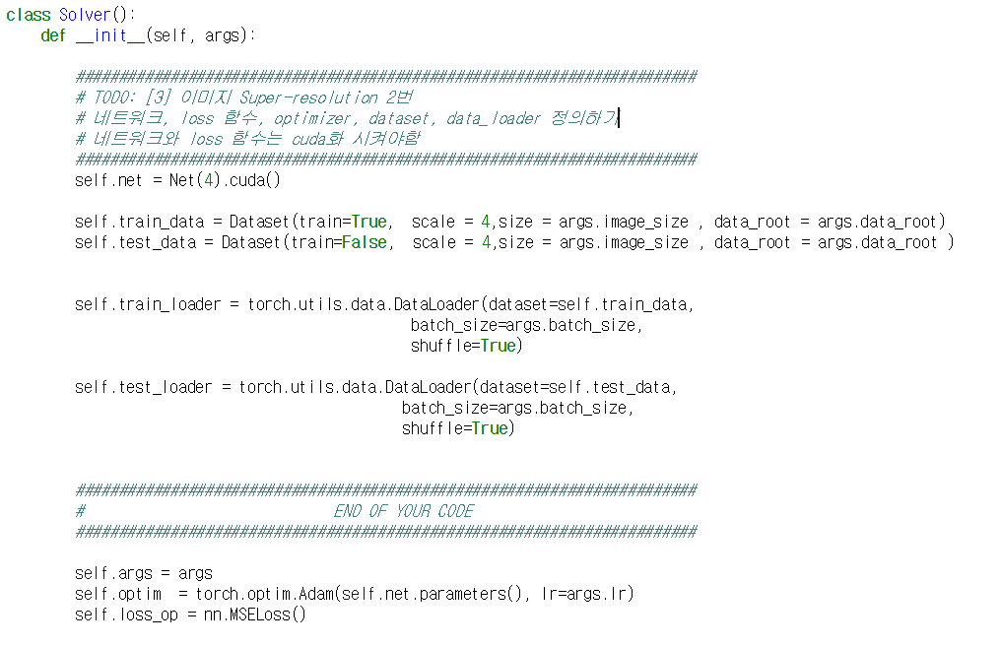 class Solver():
    def __init__(self, args):
        #######################################################################
        # TODO: [3] 이미지 Super-resolution 2번
        # 네트워크, loss 함수, optimizer, dataset, data_loader 정의하기
        # 네트워크와 loss 함수는 cuda화 시켜야함
        #######################################################################
        self.net = Net(4).cuda()
        self.train_data = Dataset(train=True,  scale = 4,size = args.image_size , data_root = args.data_root)
        self.test_data = Dataset(train=False,  scale = 4,size = args.image_size , data_root = args.data_root )
        self.train_loader = torch.utils.data.DataLoader(dataset=self.train_data,
                                       batch_size=args.batch_size,
                                       shuffle=True)
        self.test_loader = torch.utils.data.DataLoader(dataset=self.test_data,
                                      batch_size=args.batch_size,
                                      shuffle=True)
        #######################################################################
        #                             END OF YOUR CODE
        #######################################################################
        self.args = args
        self.optim  = torch.optim.Adam(self.net.parameters(), lr=args.lr)
        self.loss_op = nn.MSELoss()